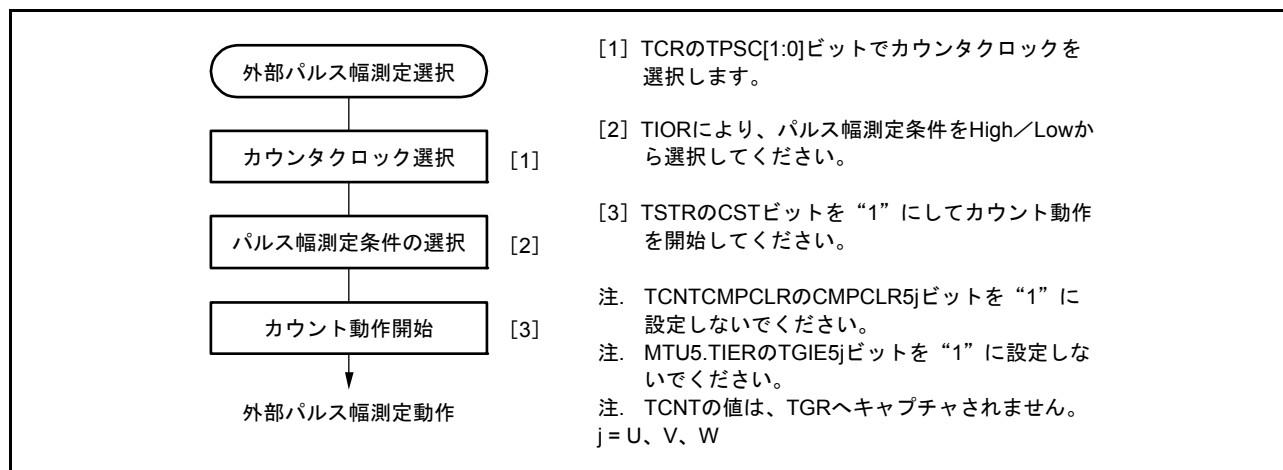 外部パルス幅測定選択
カウンタクロック選択 [1]
パルス幅測定条件の選択 [2]
カウント動作開始 [3]
外部パルス幅測定動作
[1] TCRのTPSC[1:0]ビットでカウンタクロックを
選択します。
[2] TIORにより、パルス幅測定条件をHigh／Lowか
ら選択してください。
[3] TSTRのCSTビットを“1”にしてカウント動作
を開始してください。
注. TCNTCMPCLRのCMPCLR5jビットを“1”に
設定しないでください。
注. MTU5.TIERのTGIE5jビットを“1”に設定しな
いでください。
注. TCNTの値は、TGRへキャプチャされません。
j = U、V、W